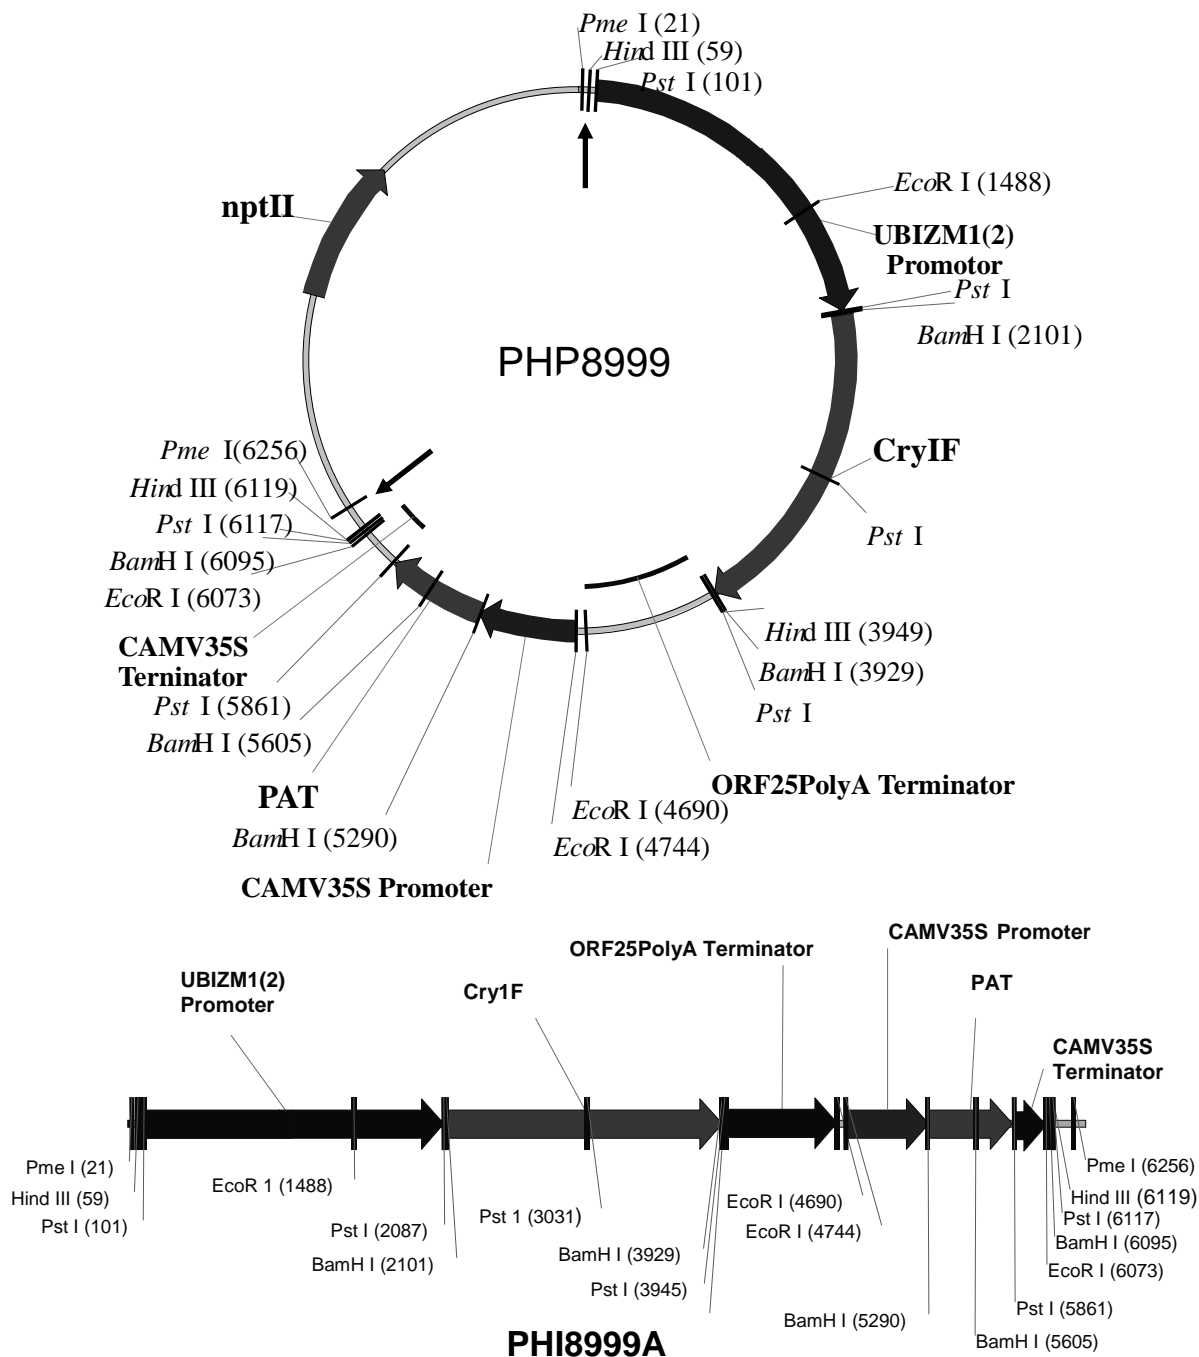 Pme I (21)
Hind III (59)
Pst I (101)
EcoR I (1488)
nptII
UBIZM1(2)
Promotor
Pst I
BamH I (2101)
PHP8999
CryIF
Pme I(6256)
Hind III (6119)
Pst I (6117)
BamH I (6095)
EcoR I (6073)
Pst I
CAMV35S
Terninator
Hind III (3949)
BamH I (3929)
Pst I
Pst I (5861)
BamH I (5605)
PAT
ORF25PolyA Terminator
EcoR I (4690)
BamH I (5290)
EcoR I (4744)
CAMV35S Promoter
CAMV35S Promoter
ORF25PolyA Terminator
UBIZM1(2)
Promoter
Cry1F
PAT
CAMV35S
Terminator
Pme I (21)
Hind III (59)
Pst I (101)
EcoR 1 (1488)
Pst I (2087)
BamH I (2101)
Pst 1 (3031)
BamH I (3929)
Pst I (3945)
EcoR I (4690)
EcoR I (4744)
BamH I (5290)
Pme I (6256)
Hind III (6119)
Pst I (6117)
BamH I (6095)
EcoR I (6073)
Pst I (5861)
BamH I (5605)
PHI8999A